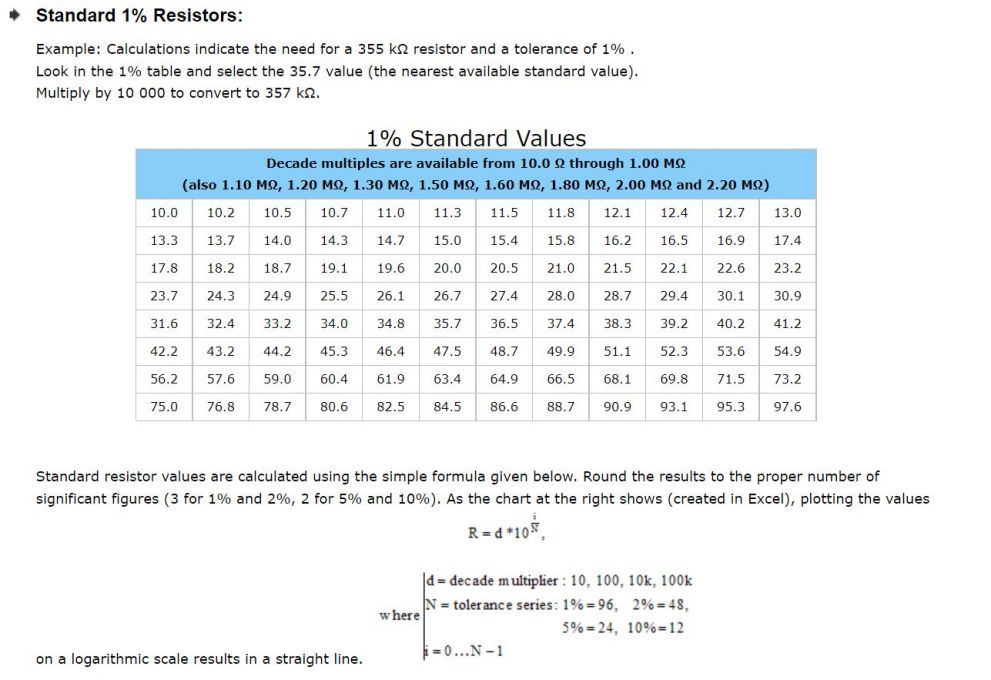 Standard 1% Resistors:
Example: Calculations indicate the need for a 355 kΩ resistor and a tolerance of 1% .
Look in the 1% table and select the 35.7 value (the nearest available standard value).
Multiply by 10 000 to convert to 357 kΩ.
1% Standard Values
Decade multiples are available from 10.0 Ω through 1.00 MΩ
(also 1.10 MΩ, 1.20 MΩ, 1.30 MΩ, 1.50 MΩ, 1.60 MΩ, 1.80 MΩ, 2.00 MΩ and 2.20 MΩ)
10.0 10.2 10.5 10.7 11.0 11.3 11.5 11.8 12.1 12.4 12.7 13.0
13.3 13.7 14.0 14.3 14.7 15.0 15.4 15.8 16.2 16.5 16.9 17.4
17.8 18.2 18.7 19.1 19.6 20.0 20.5 21.0 21.5 22.1 22.6 23.2
23.7 24.3 24.9 25.5 26.1 26.7 27.4 28.0 28.7 29.4 30.1 30.9
31.6 32.4 33.2 34.0 34.8 35.7 36.5 37.4 38.3 39.2 40.2 41.2
42.2 43.2 44.2 45.3 46.4 47.5 48.7 49.9 51.1 52.3 53.6 54.9
56.2 57.6 59.0 60.4 61.9 63.4 64.9 66.5 68.1 69.8 71.5 73.2
75.0 76.8 78.7 80.6 82.5 84.5 86.6 88.7 90.9 93.1 95.3 97.6
Standard resistor values are calculated using the simple formula given below. Round the results to the proper number of
significant figures (3 for 1% and 2%, 2 for 5% and 10%). As the chart at the right shows (created in Excel), plotting the values
R = d *10^(i/N),
d = decade multiplier : 10, 100, 10k, 100k
N = tolerance series: 1% = 96, 2% = 48,
where
5% = 24, 10%=12
i = 0...N − 1
on a logarithmic scale results in a straight line.